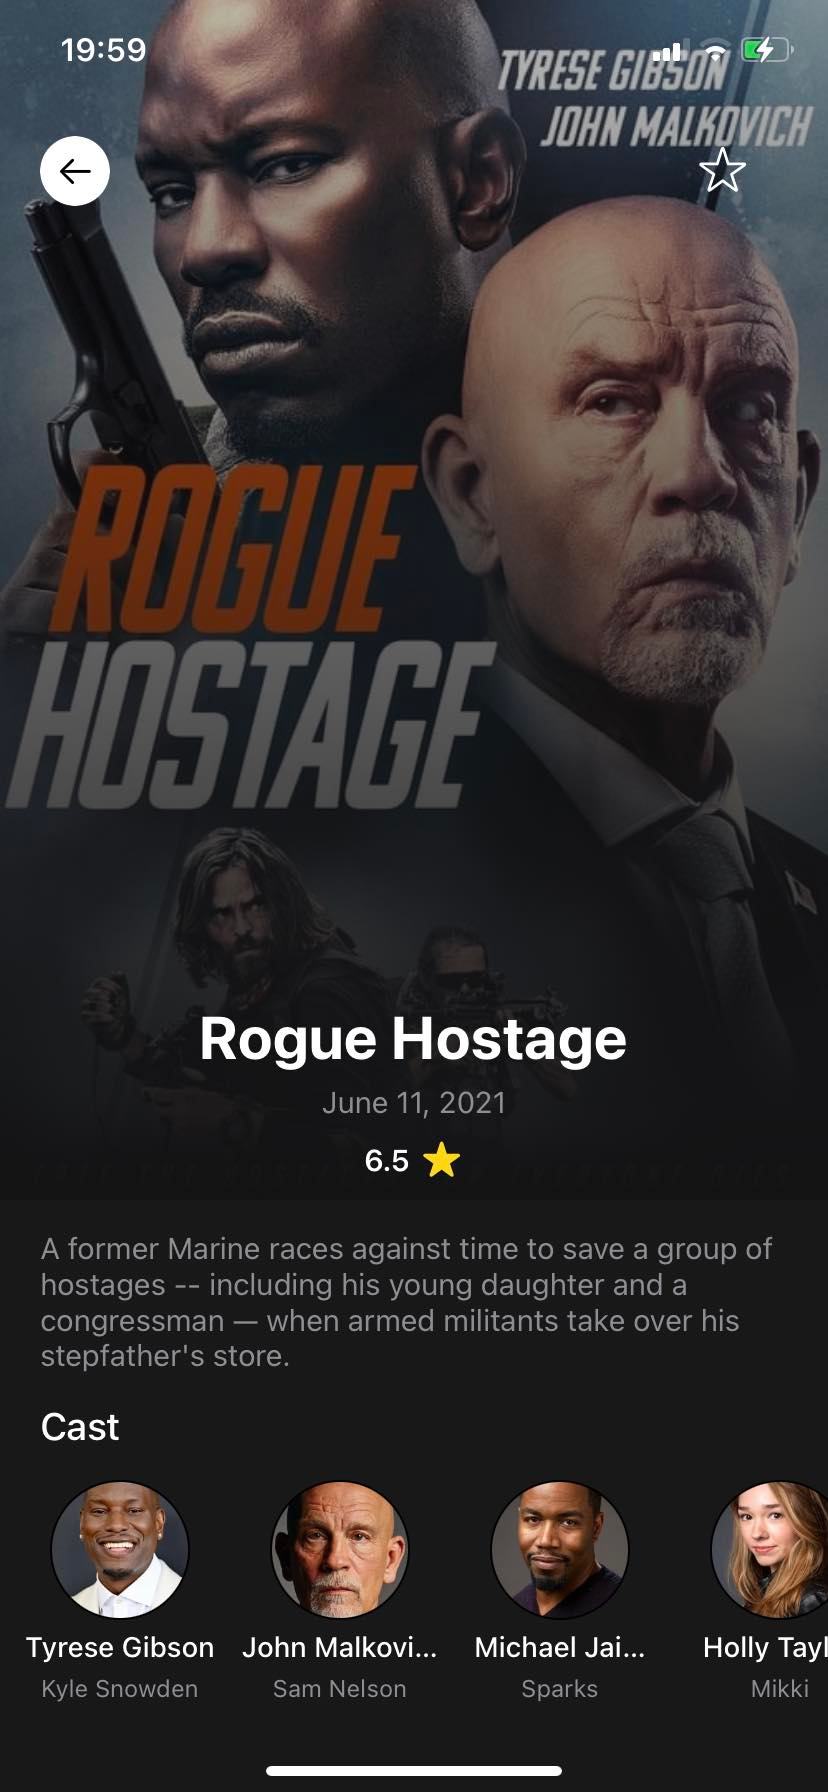 19:59
TYRESE GIBSON
JOHN MALKOVICH
ROGUE
HOSTAGE
Rogue Hostage
June 11, 2021
6.5
A former Marine races against time to save a group of
hostages -- including his young daughter and a
congressman — when armed militants take over his
stepfather's store.
Cast
Tyrese Gibson
John Malkovi...
Michael Jai...
Holly Tayl
Kyle Snowden
Sam Nelson
Sparks
Mikki